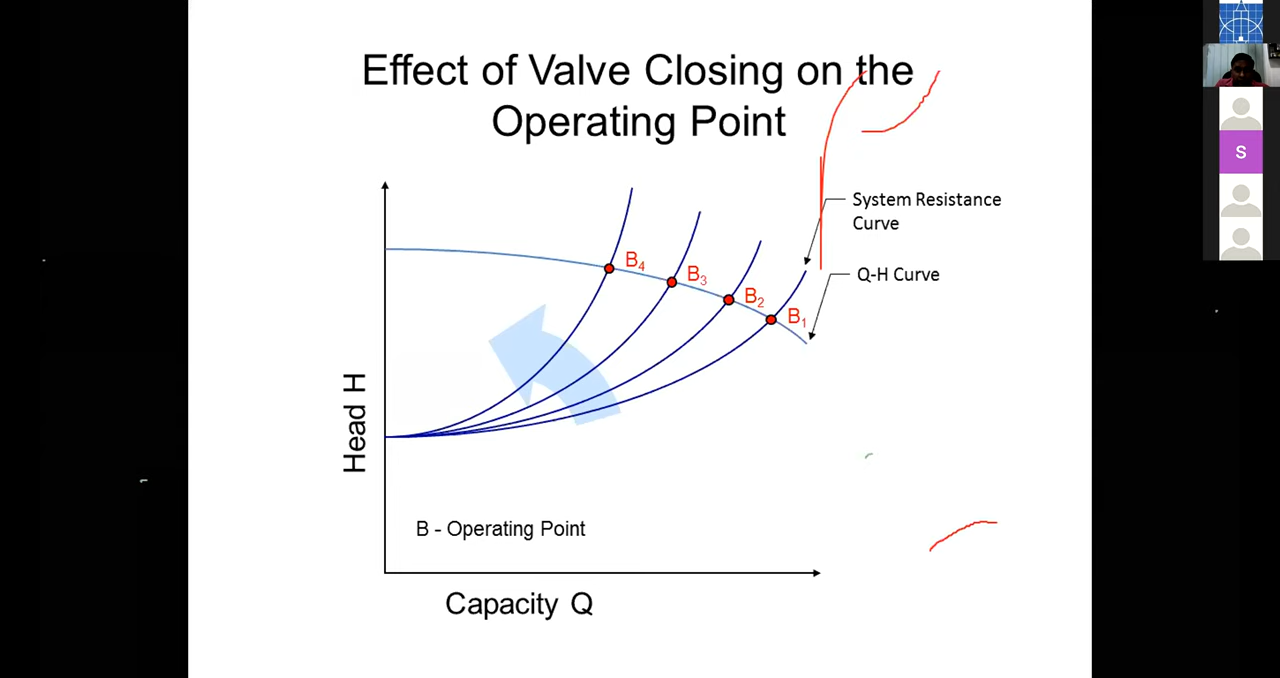 Effect of Valve Closing on the
Operating Point
System Resistance
Curve
Q-H Curve
B4
B3
B2
B1
Head H
B - Operating Point
Capacity Q
S